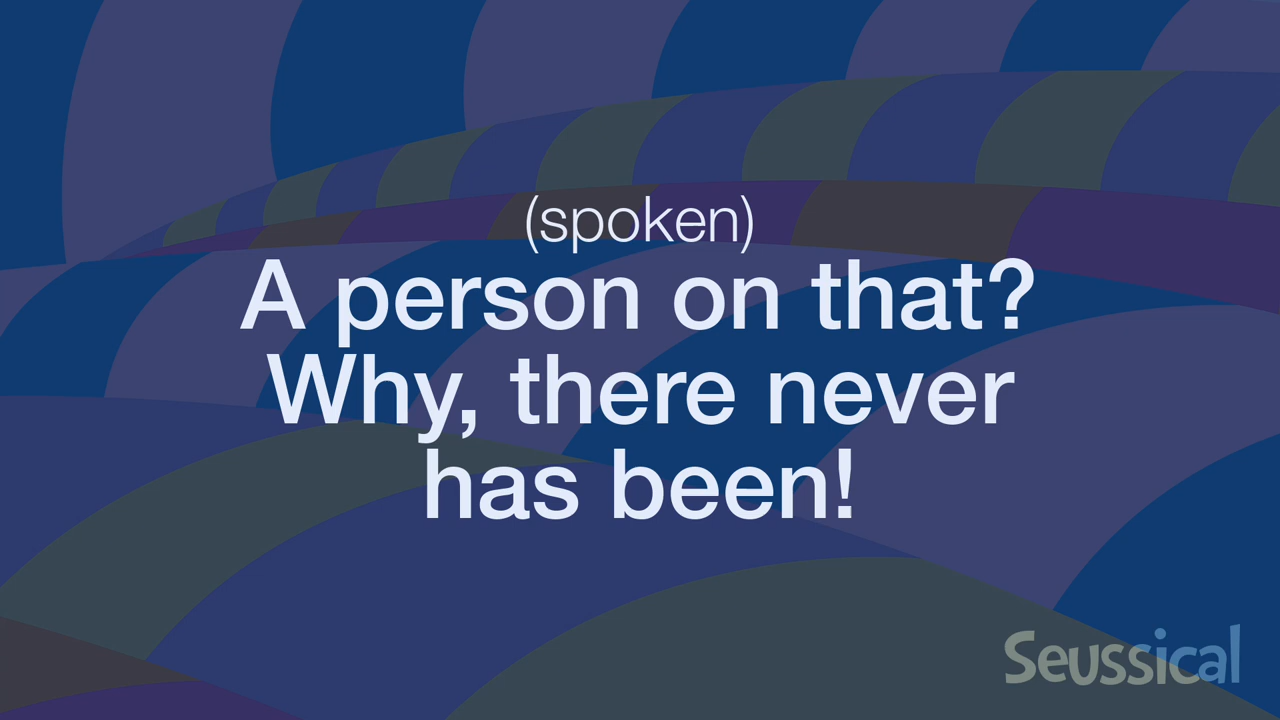 (spoken)
A person on that?
Why, there never
has been!
Seussical